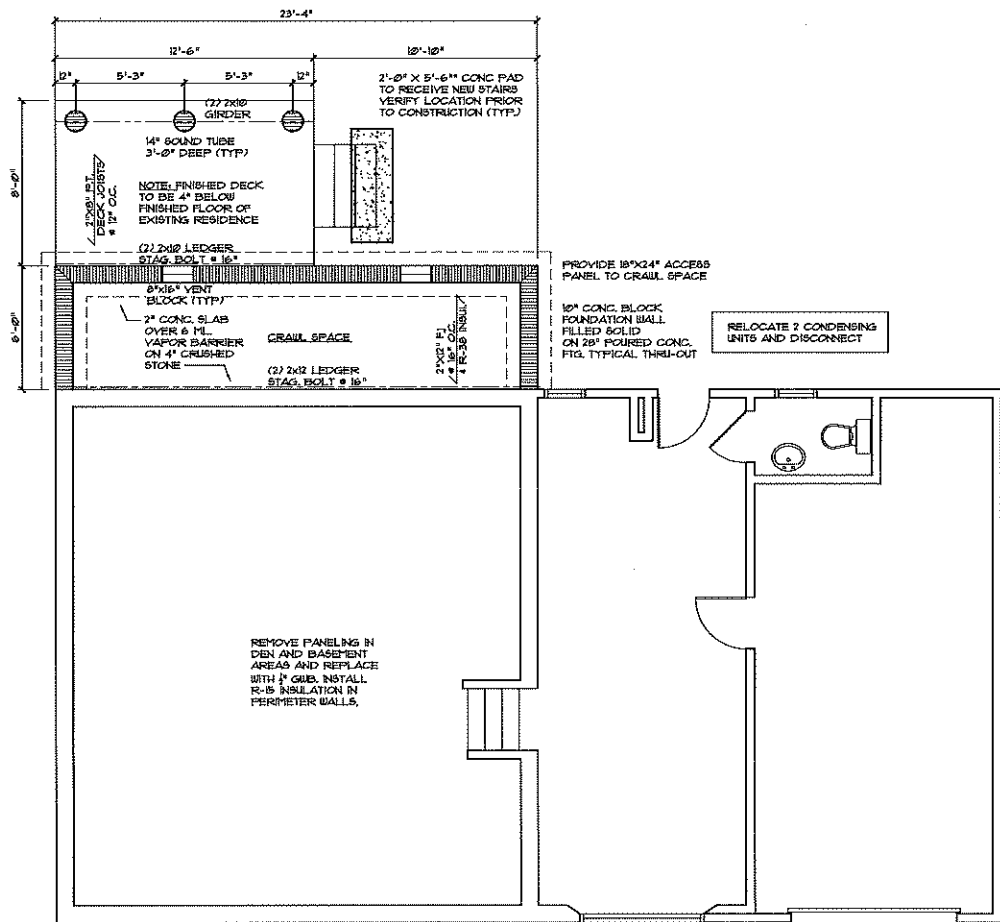 23'-4"
12'-6"
10'-10"
12"
5'-3"
5'-3"
12"
(2) 2x10
GIRDER
2'-0" X 5'-6"" CONC PAD
TO RECEIVE NEW STAIRS
VERIFY LOCATION PRIOR
TO CONSTRUCTION (TYP.)
14" SOUND TUBE
3'-0" DEEP (TYP)
8'-0"
2"X8" P.T.
DECK JOISTS
@ 12" O.C.
NOTE: FINISHED DECK
TO BE 4" BELOW
FINISHED FLOOR OF
EXISTING RESIDENCE
(2) 2x10 LEDGER
STAG. BOLT @ 16"
PROVIDE 18"X24" ACCESS
PANEL TO CRAWL SPACE
6'-0"
8"x16" VENT
BLOCK (TYP)
2" CONC. SLAB
OVER 6 MIL.
VAPOR BARRIER
ON 4" CRUSHED
STONE
CRAWL SPACE
(2) 2x12 LEDGER
STAG. BOLT @ 16"
2"X12" FJ
@ 16" O.C.
4 R-38 INSUL
10" CONC. BLOCK
FOUNDATION WALL
FILLED SOLID
ON 28" POURED CONC.
FTG. TYPICAL THRU-OUT
RELOCATE 2 CONDENSING
UNITS AND DISCONNECT
REMOVE PANELING IN
DEN AND BASEMENT
AREAS AND REPLACE
WITH ½" GWB. INSTALL
R-15 INSULATION IN
PERIMETER WALLS.